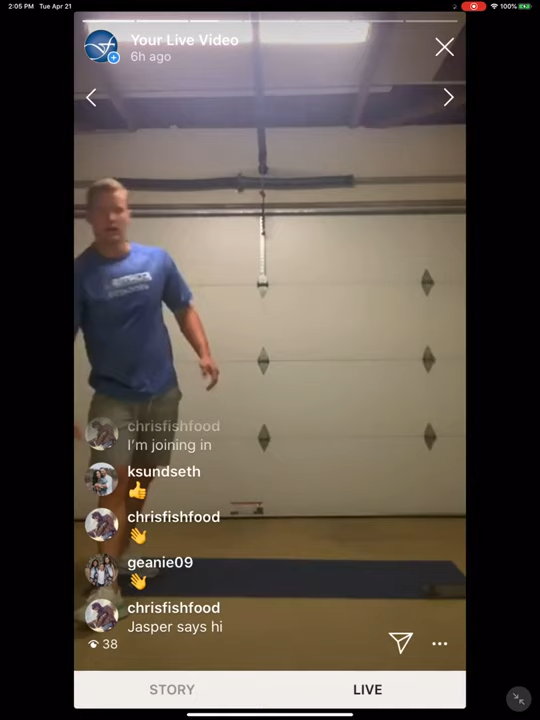 2:05 PM Tue Apr 21
100%
Your Live Video
6h ago
chrisfishfood
I'm joining in
ksundseth
👍
chrisfishfood
👋
geanie09
👋
chrisfishfood
Jasper says hi
38
STORY
LIVE